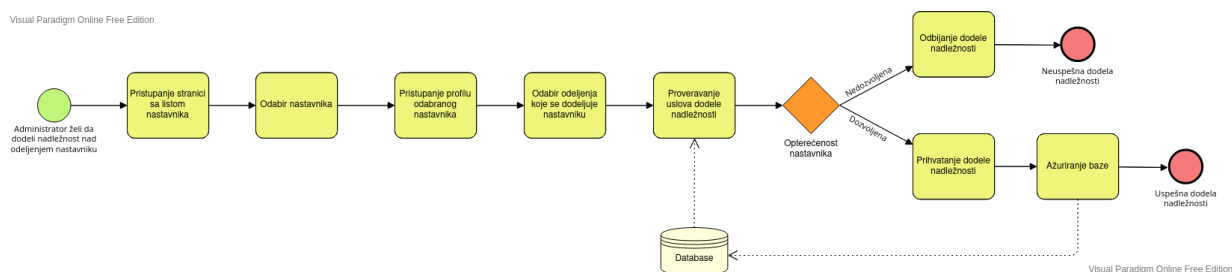 Visual Paradigm Online Free Edition
Administrator želi da
dodeli nadležnost nad
odeljenjem nastavniku
Pristupanje stranici
sa listom
nastavnika
Odabir nastavnika
Pristupanje profilu
odabranog
nastavnika
Odabir odeljenja
koje se dodeljuje
nastavniku
Proveravanje
uslova dodele
nadležnosti
Opterećenost
nastavnika
Nedozvoljena
Dozvoljena
Odbijanje dodele
nadležnosti
Neuspešna dodela
nadležnosti
Prihvatanje dodele
nadležnosti
Ažuriranje baze
Uspešna dodela
nadležnosti
Database
Visual Paradigm Online Free Edition